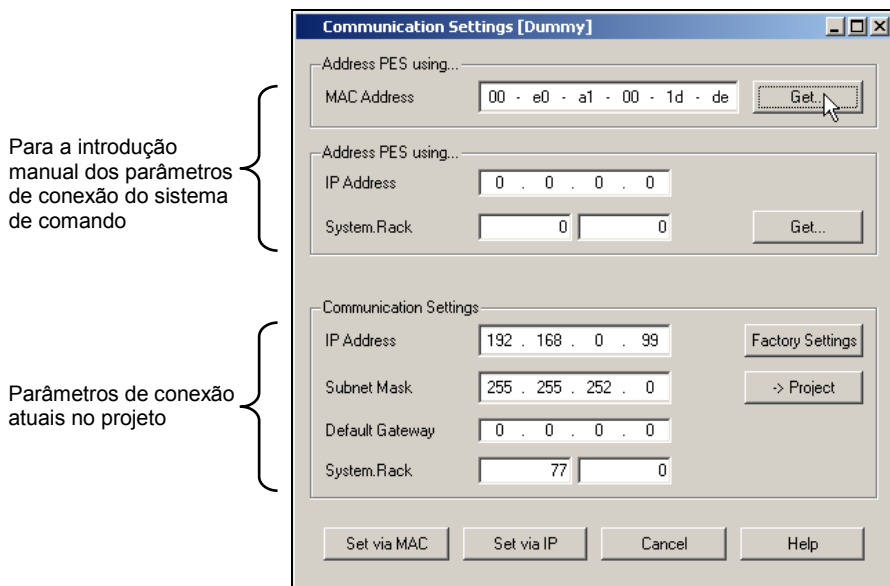 Communication Settings [Dummy]
Address PES using...
MAC Address 00 - e0 - a1 - 00 - 1d - de Get...
Para a introdução
manual dos parâmetros
de conexão do sistema
de comando
Address PES using...
IP Address 0 . 0 . 0 . 0
System.Rack 0 0 Get...
Communication Settings
IP Address 192 . 168 . 0 . 99 Factory Settings
Subnet Mask 255 . 255 . 252 . 0 -> Project
Parâmetros de conexão
atuais no projeto
Default Gateway 0 . 0 . 0 . 0
System.Rack 77 0
Set via MAC Set via IP Cancel Help